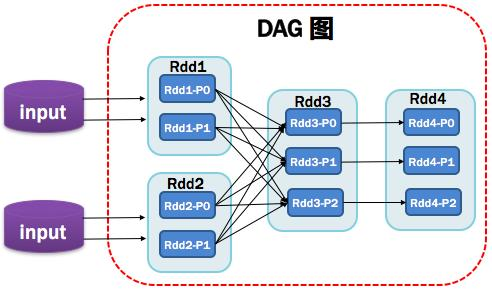 DAG 图
input
input
Rdd1
Rdd1-P0
Rdd1-P1
Rdd2
Rdd2-P0
Rdd2-P1
Rdd3
Rdd3-P0
Rdd3-P1
Rdd3-P2
Rdd4
Rdd4-P0
Rdd4-P1
Rdd4-P2